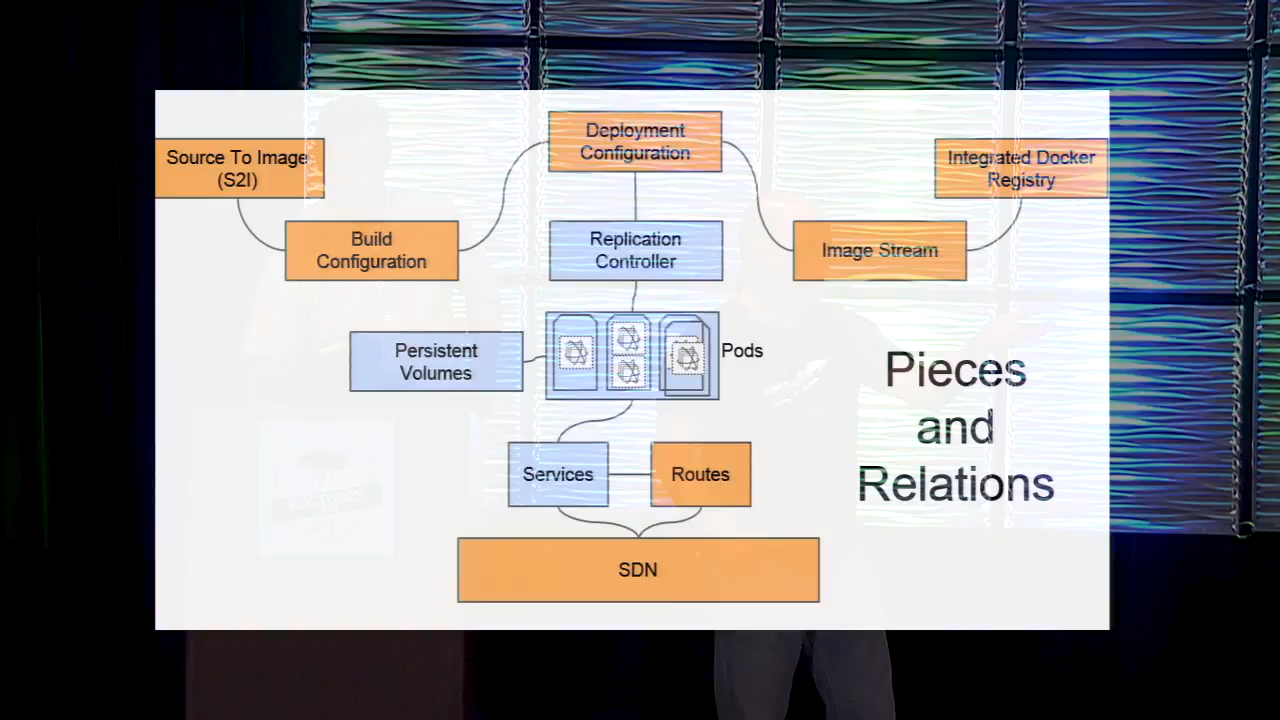 Source To Image
(S2I)
Deployment
Configuration
Integrated Docker
Registry
Build
Configuration
Replication
Controller
Image Stream
Persistent
Volumes
Pods
Pieces
and
Relations
Services
Routes
SDN